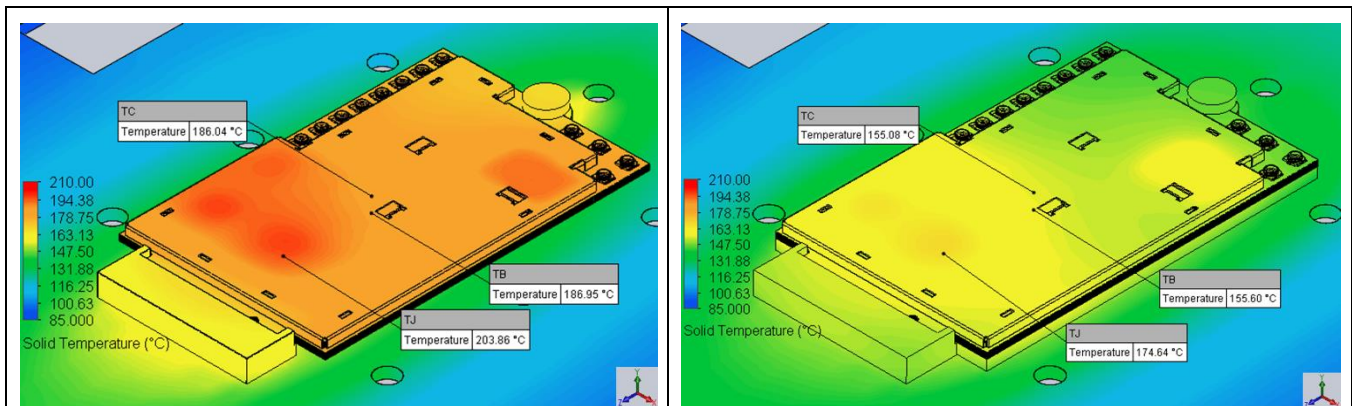 TC
Temperature 186.04 °C
210.00
194.38
178.75
163.13
147.50
131.88
116.25
100.63
85.000
Solid Temperature (°C)
TB
Temperature 186.95 °C
TJ
Temperature 203.86 °C
Y
Z
X
TC
Temperature 155.08 °C
210.00
194.38
178.75
163.13
147.50
131.88
116.25
100.63
85.000
Solid Temperature (°C)
TB
Temperature 155.60 °C
TJ
Temperature 174.64 °C
Y
Z
X